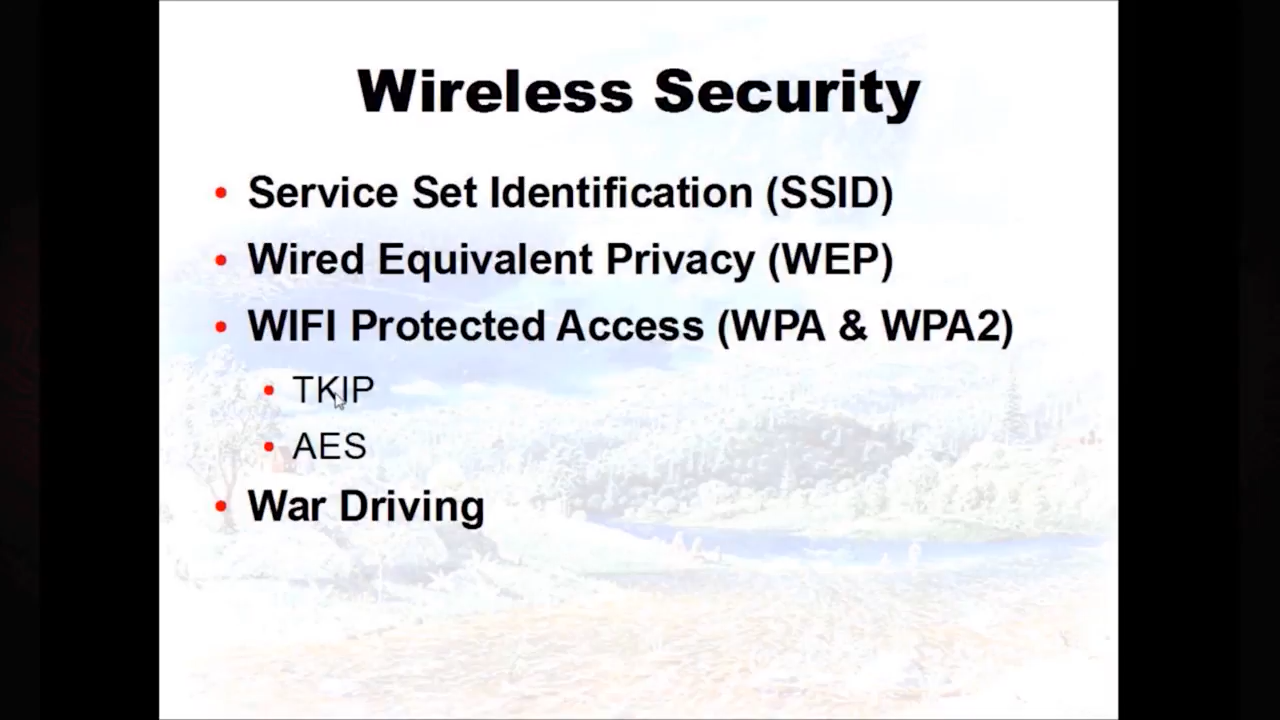 Wireless Security
• Service Set Identification (SSID)
• Wired Equivalent Privacy (WEP)
• WIFI Protected Access (WPA & WPA2)
• TKIP
• AES
• War Driving